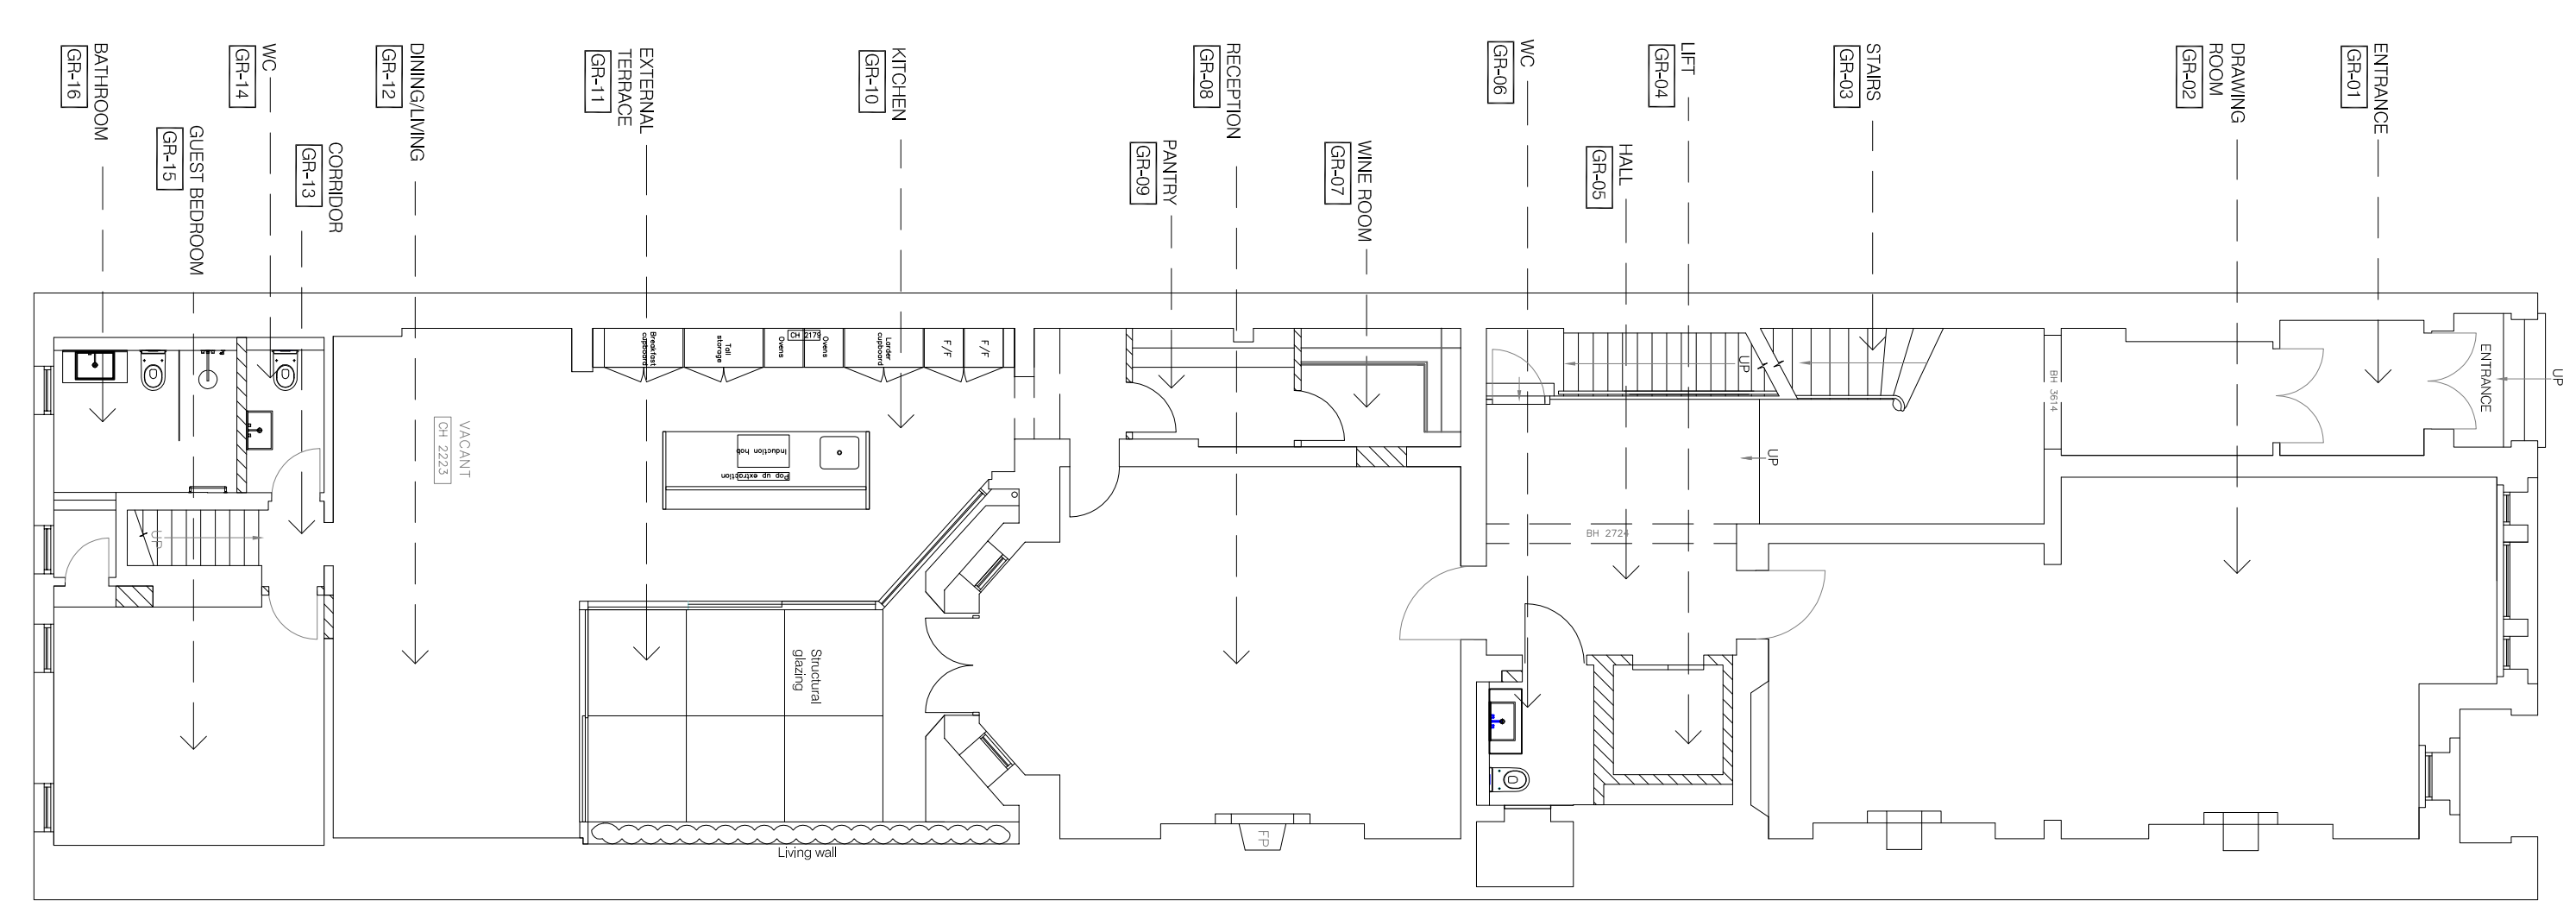 BATHROOM
GR-16
GUEST BEDROOM
GR-15
WC
GR-14
CORRIDOR
GR-13
DINING/LIVING
GR-12
EXTERNAL
TERRACE
GR-11
KITCHEN
GR-10
PANTRY
GR-09
RECEPTION
GR-08
WINE ROOM
GR-07
WC
GR-06
HALL
GR-05
LIFT
GR-04
STAIRS
GR-03
DRAWING
ROOM
GR-02
ENTRANCE
GR-01
Breakfast
cupboard
Tall
storage
Ovens
CH 2179
Ovens
Larder
cupboard
F/F
F/F
UP
BH 3614
ENTRANCE
UP
VACANT
CH 2223
Induction hob
Pop up extraction
UP
UP
BH 2724
Structural
glazing
FP
Living wall